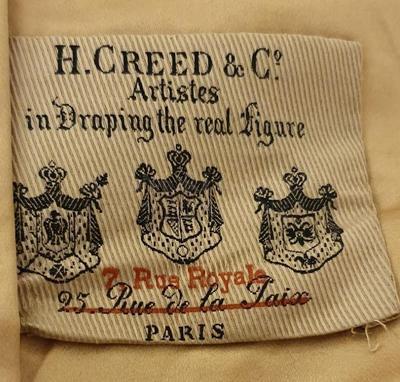 H. CREED & Cº
Artistes
in Draping the real Figure
7, Rue Royale
25. Rue de la Paix
PARIS